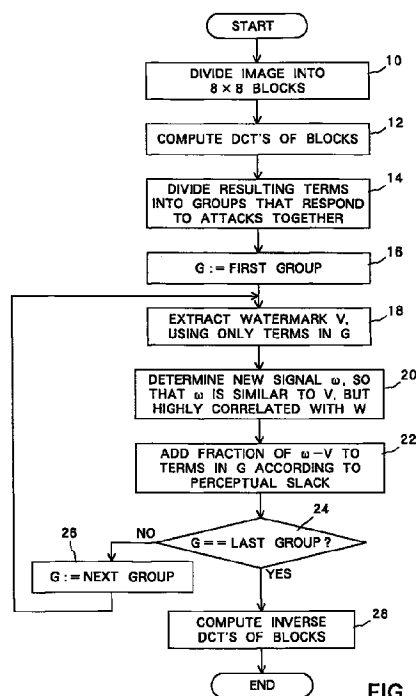 START
10
DIVIDE IMAGE INTO
8 × 8 BLOCKS
12
COMPUTE DCT'S OF BLOCKS
14
DIVIDE RESULTING TERMS
INTO GROUPS THAT RESPOND
TO ATTACKS TOGETHER
16
G := FIRST GROUP
18
EXTRACT WATERMARK V,
USING ONLY TERMS IN G
20
DETERMINE NEW SIGNAL ω, SO
THAT ω IS SIMILAR TO V, BUT
HIGHLY CORRELATED WITH W
22
ADD FRACTION OF ω-V TO
TERMS IN G ACCORDING TO
PERCEPTUAL SLACK
24
G == LAST GROUP?
NO
26
G := NEXT GROUP
YES
28
COMPUTE INVERSE
DCT'S OF BLOCKS
END
FIG